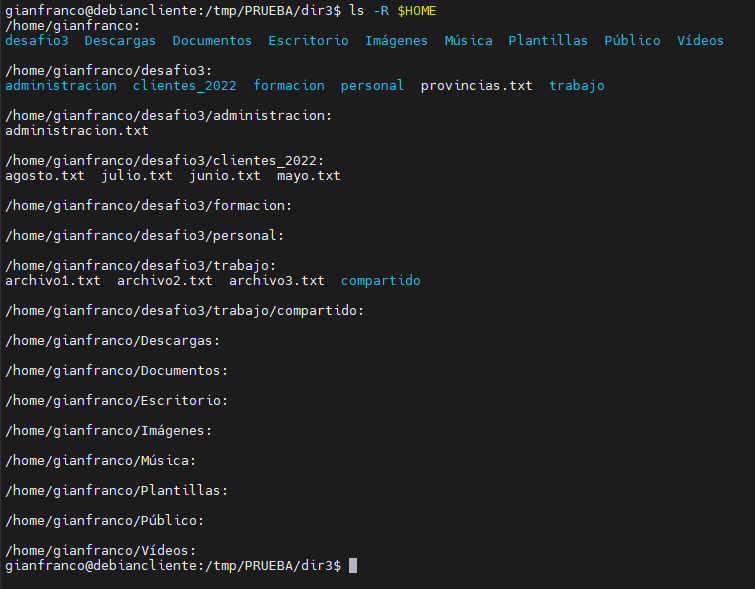 gianfranco@debiancliente:/tmp/PRUEBA/dir3$ ls -R $HOME
/home/gianfranco:
desafio3  Descargas  Documentos  Escritorio  Imágenes  Música  Plantillas  Público  Vídeos
/home/gianfranco/desafio3:
administracion  clientes_2022  formacion  personal  provincias.txt  trabajo
/home/gianfranco/desafio3/administracion:
administracion.txt
/home/gianfranco/desafio3/clientes_2022:
agosto.txt  julio.txt  junio.txt  mayo.txt
/home/gianfranco/desafio3/formacion:
/home/gianfranco/desafio3/personal:
/home/gianfranco/desafio3/trabajo:
archivo1.txt  archivo2.txt  archivo3.txt  compartido
/home/gianfranco/desafio3/trabajo/compartido:
/home/gianfranco/Descargas:
/home/gianfranco/Documentos:
/home/gianfranco/Escritorio:
/home/gianfranco/Imágenes:
/home/gianfranco/Música:
/home/gianfranco/Plantillas:
/home/gianfranco/Público:
/home/gianfranco/Vídeos:
gianfranco@debiancliente:/tmp/PRUEBA/dir3$